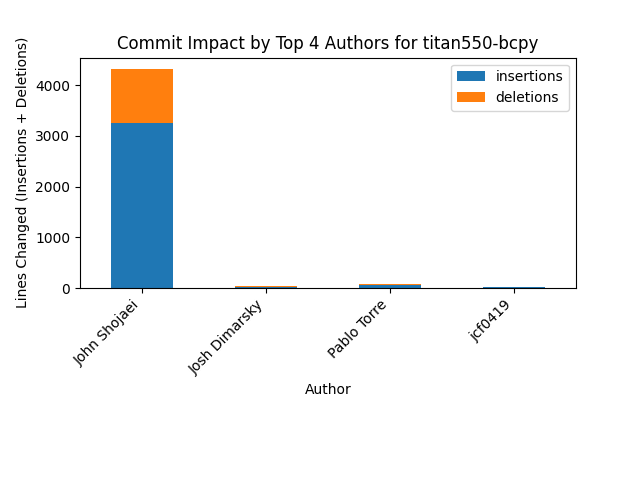 Commit Impact by Top 4 Authors for titan550-bcpy
insertions
deletions
Lines Changed (Insertions + Deletions)
4000
3000
2000
1000
0
John Shojaei
Josh Dimarsky
Pablo Torre
jcf0419
Author